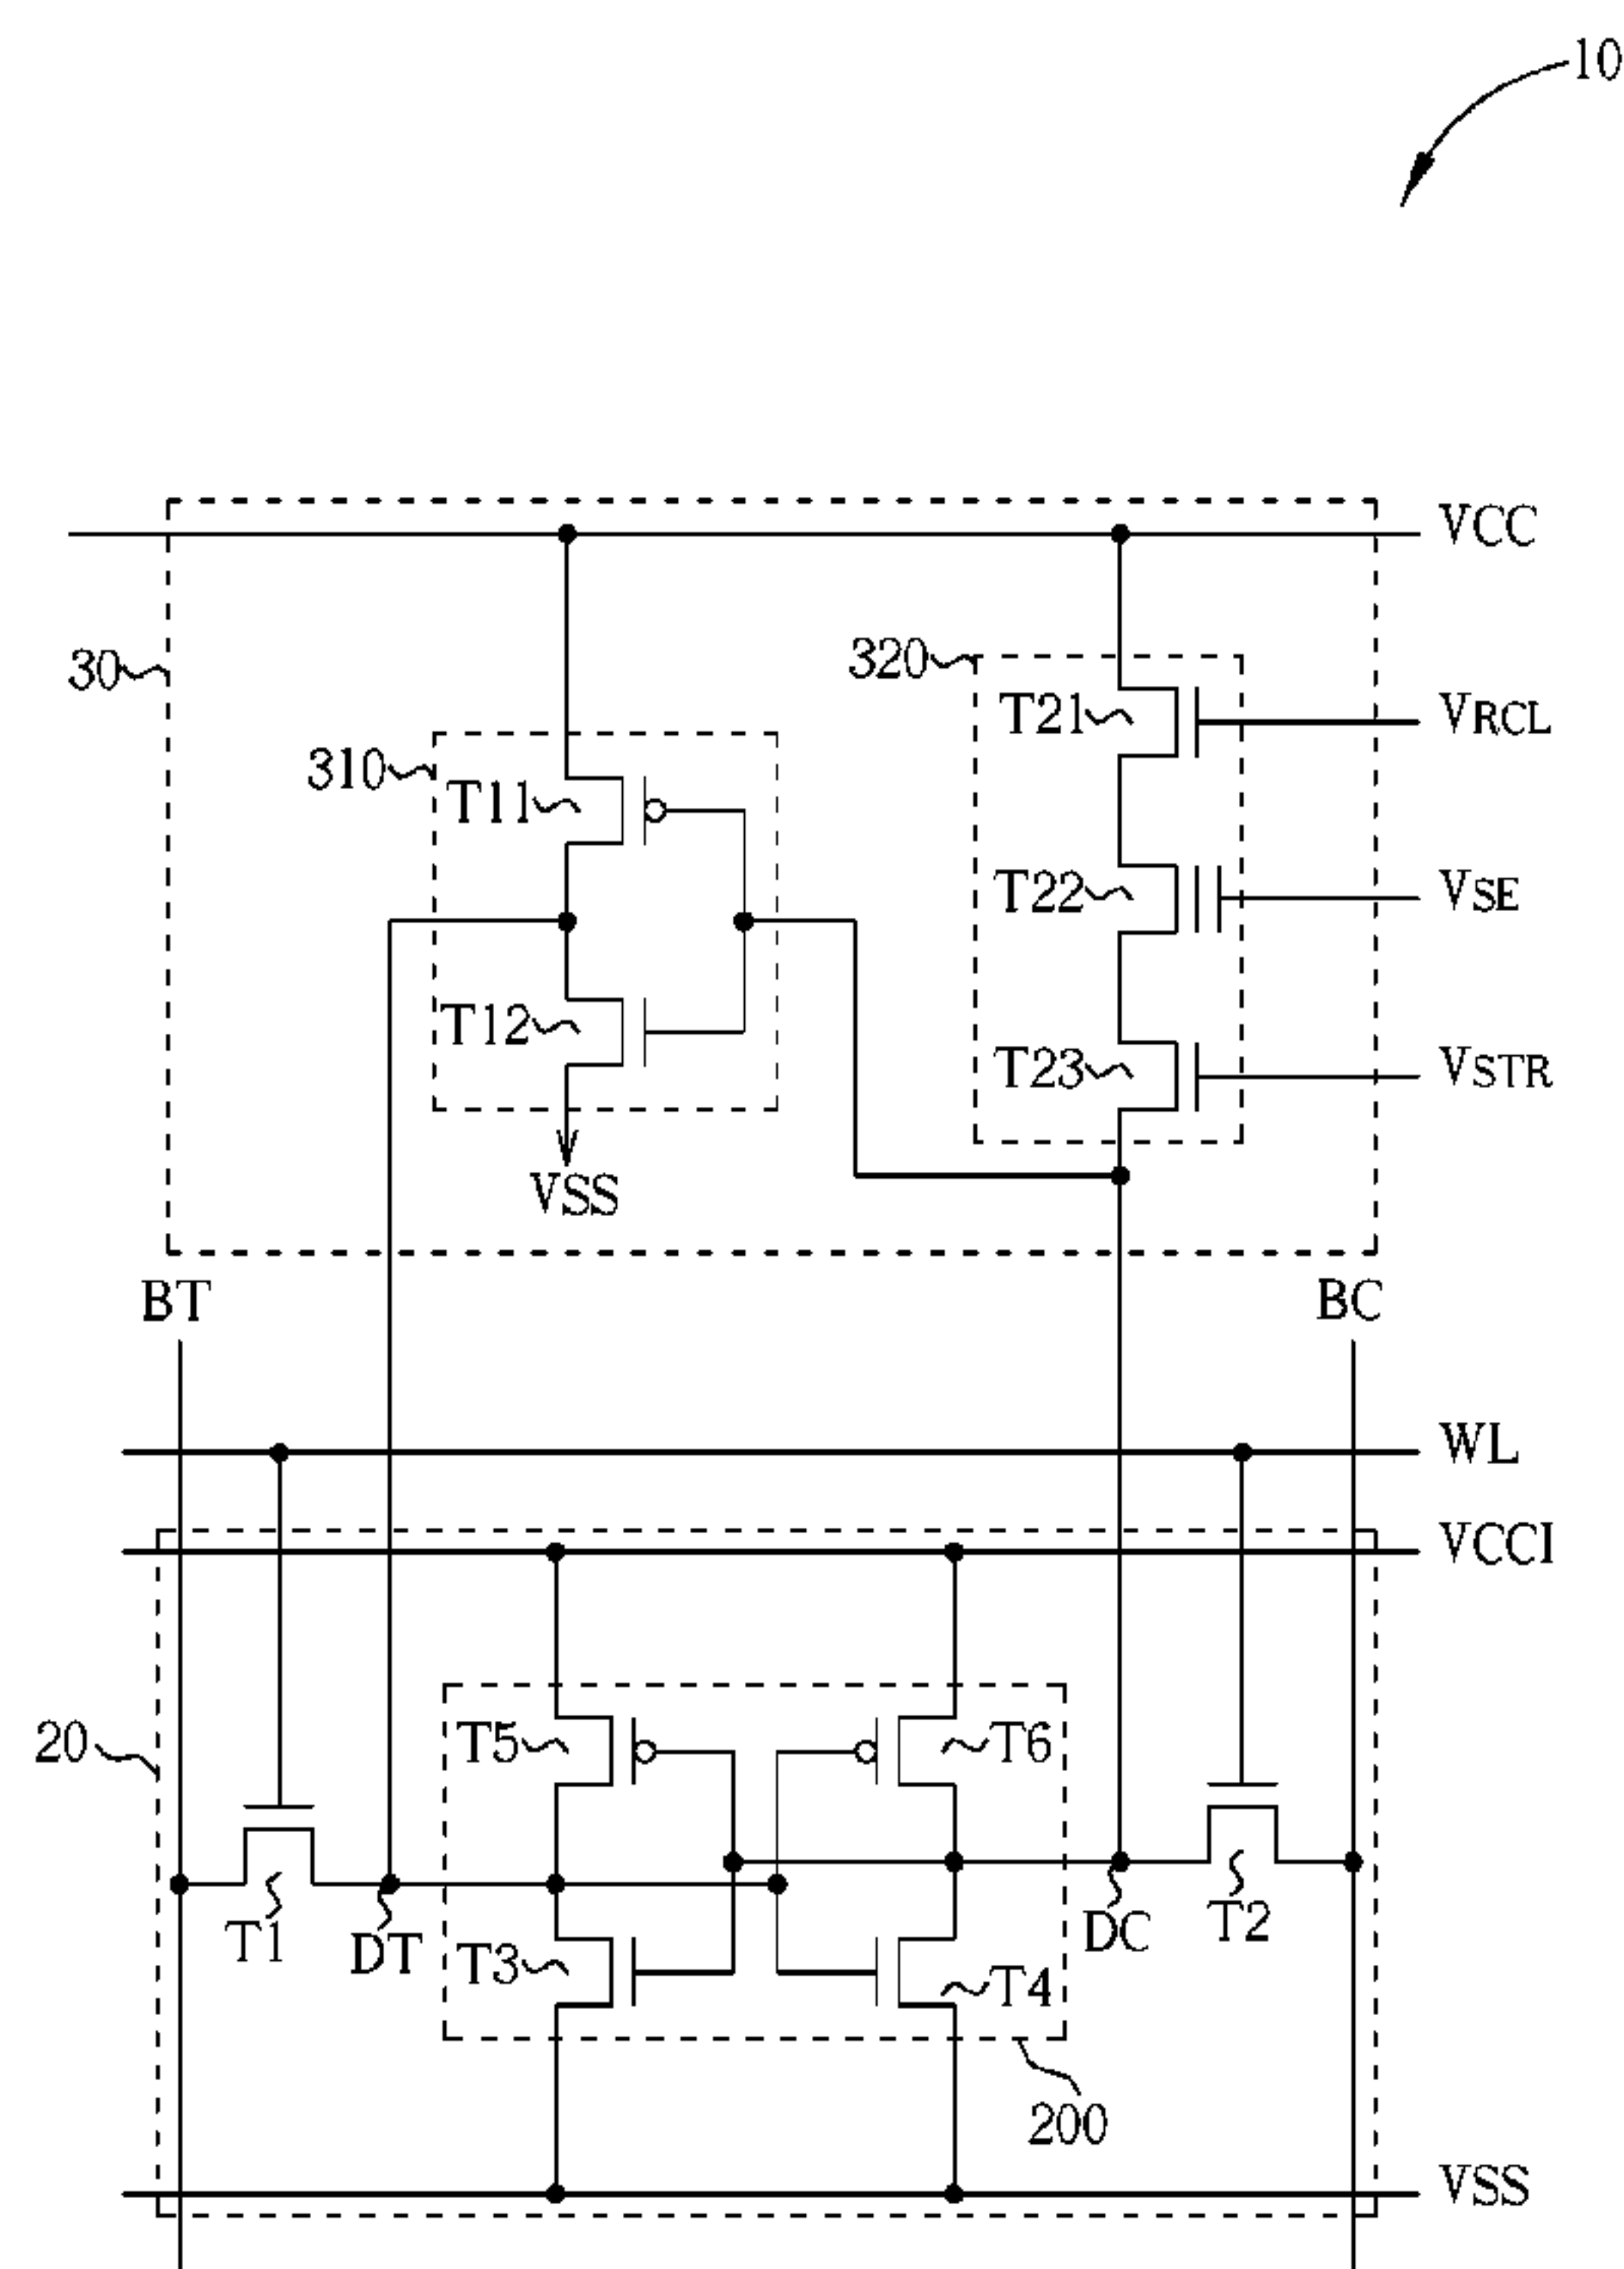 10
VCC
30
320
T21
VRCL
310
T11
T22
VSE
T12
T23
VSTR
VSS
BT
BC
WL
VCCI
20
T5
T6
T1
DT
T3
DC
T2
T4
200
VSS